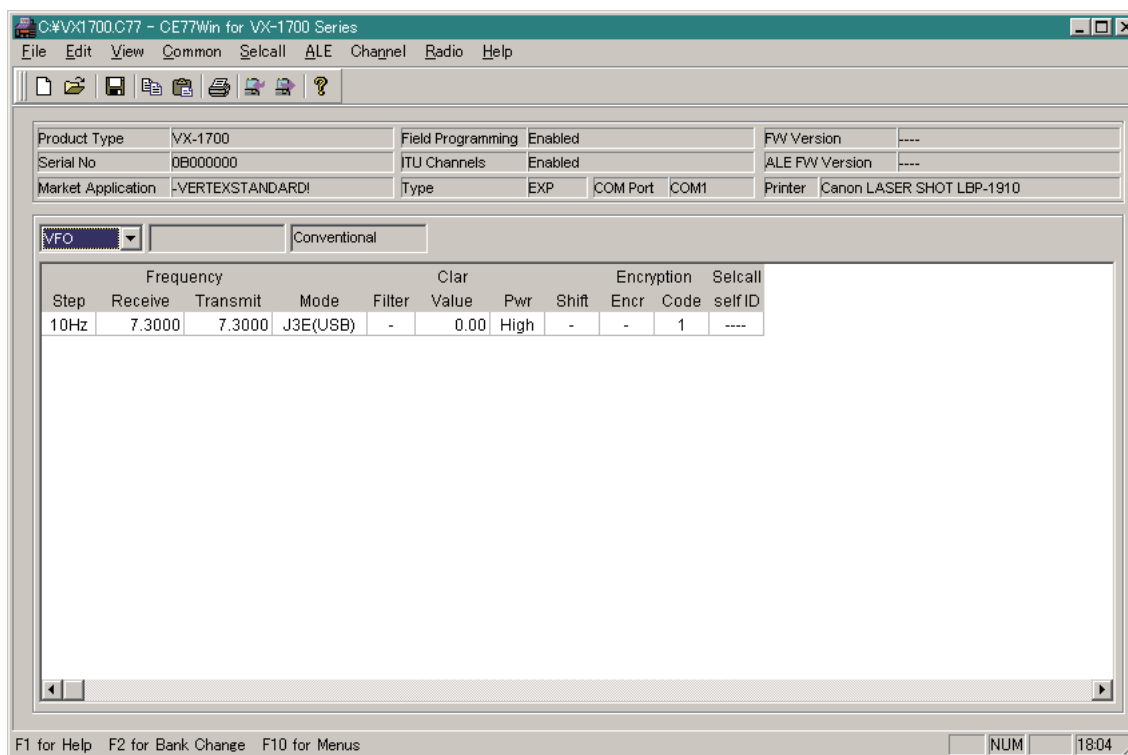 C:¥VX1700.C77 - CE77Win for VX-1700 Series
File Edit View Common Selcall ALE Channel Radio Help
Product Type VX-1700 Field Programming Enabled FW Version ----
Serial No 0B000000 ITU Channels Enabled ALE FW Version ----
Market Application -VERTEXSTANDARD! Type EXP COM Port COM1 Printer Canon LASER SHOT LBP-1910
VFO Conventional
Frequency Clar Encryption Selcall
Step Receive Transmit Mode Filter Value Pwr Shift Encr Code self ID
10Hz 7.3000 7.3000 J3E(USB) - 0.00 High - - 1 ----
F1 for Help F2 for Bank Change F10 for Menus NUM 18:04